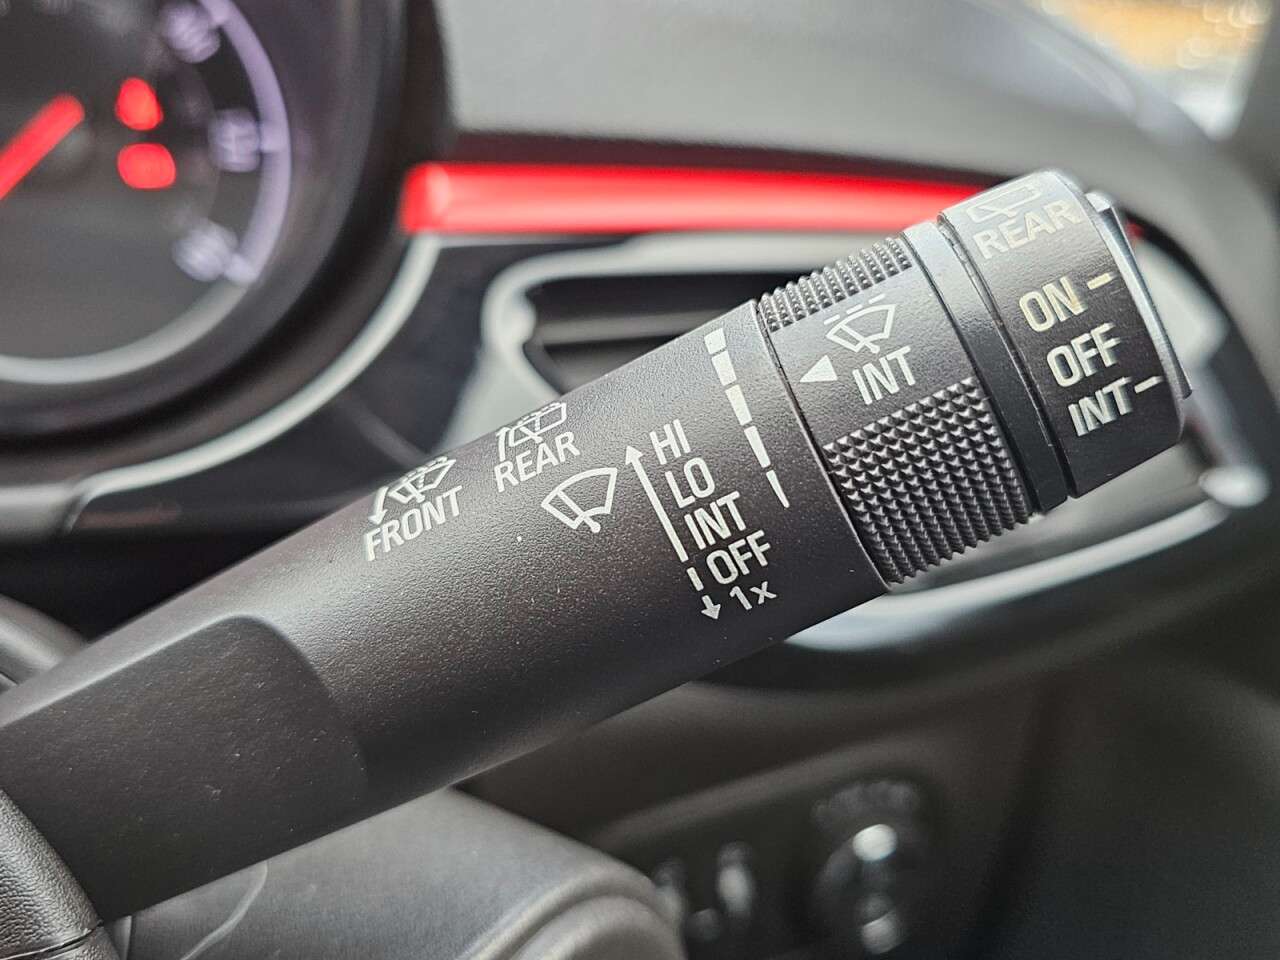 FRONT
REAR
HI
LO
INT
OFF
1x
INT
REAR
ON
OFF
INT